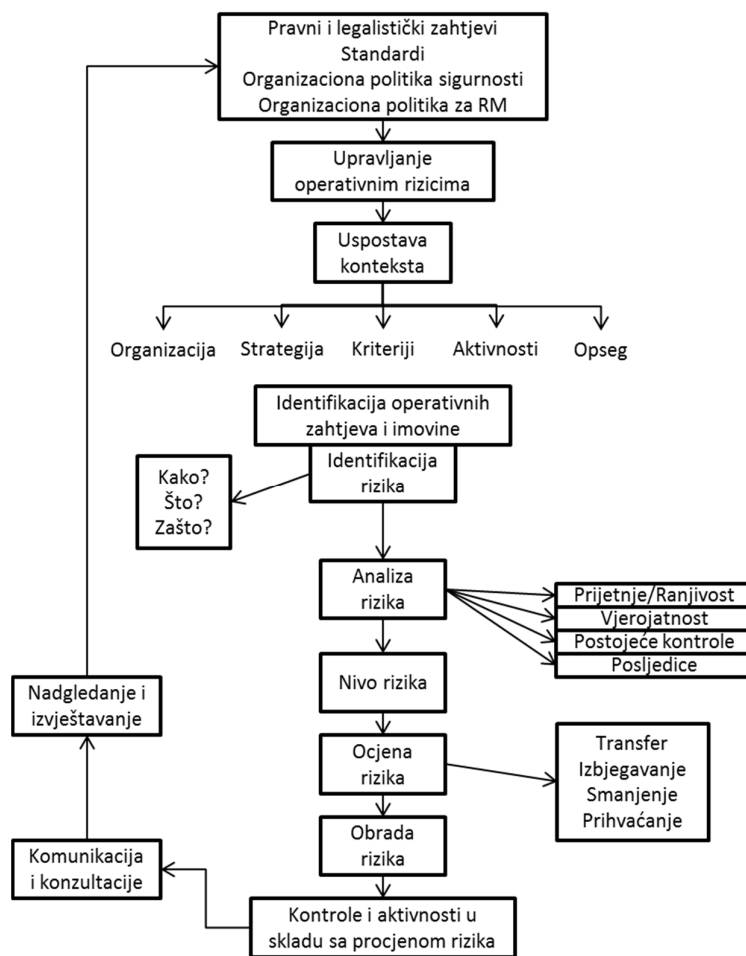 Pravni i legalistički zahtjevi
Standardi
Organizaciona politika sigurnosti
Organizaciona politika za RM
Upravljanje
operativnim rizicima
Uspostava
konteksta
Organizacija
Strategija
Kriteriji
Aktivnosti
Opseg
Identifikacija operativnih
zahtjeva i imovine
Identifikacija
rizika
Kako?
Što?
Zašto?
Analiza
rizika
Prijetnje/Ranjivost
Vjerojatnost
Postojeće kontrole
Posljedice
Nivo rizika
Ocjena
rizika
Transfer
Izbjegavanje
Smanjenje
Prihvaćanje
Obrada
rizika
Kontrole i aktivnosti u
skladu sa procjenom rizika
Komunikacija
i konzultacije
Nadgledanje i
izvještavanje